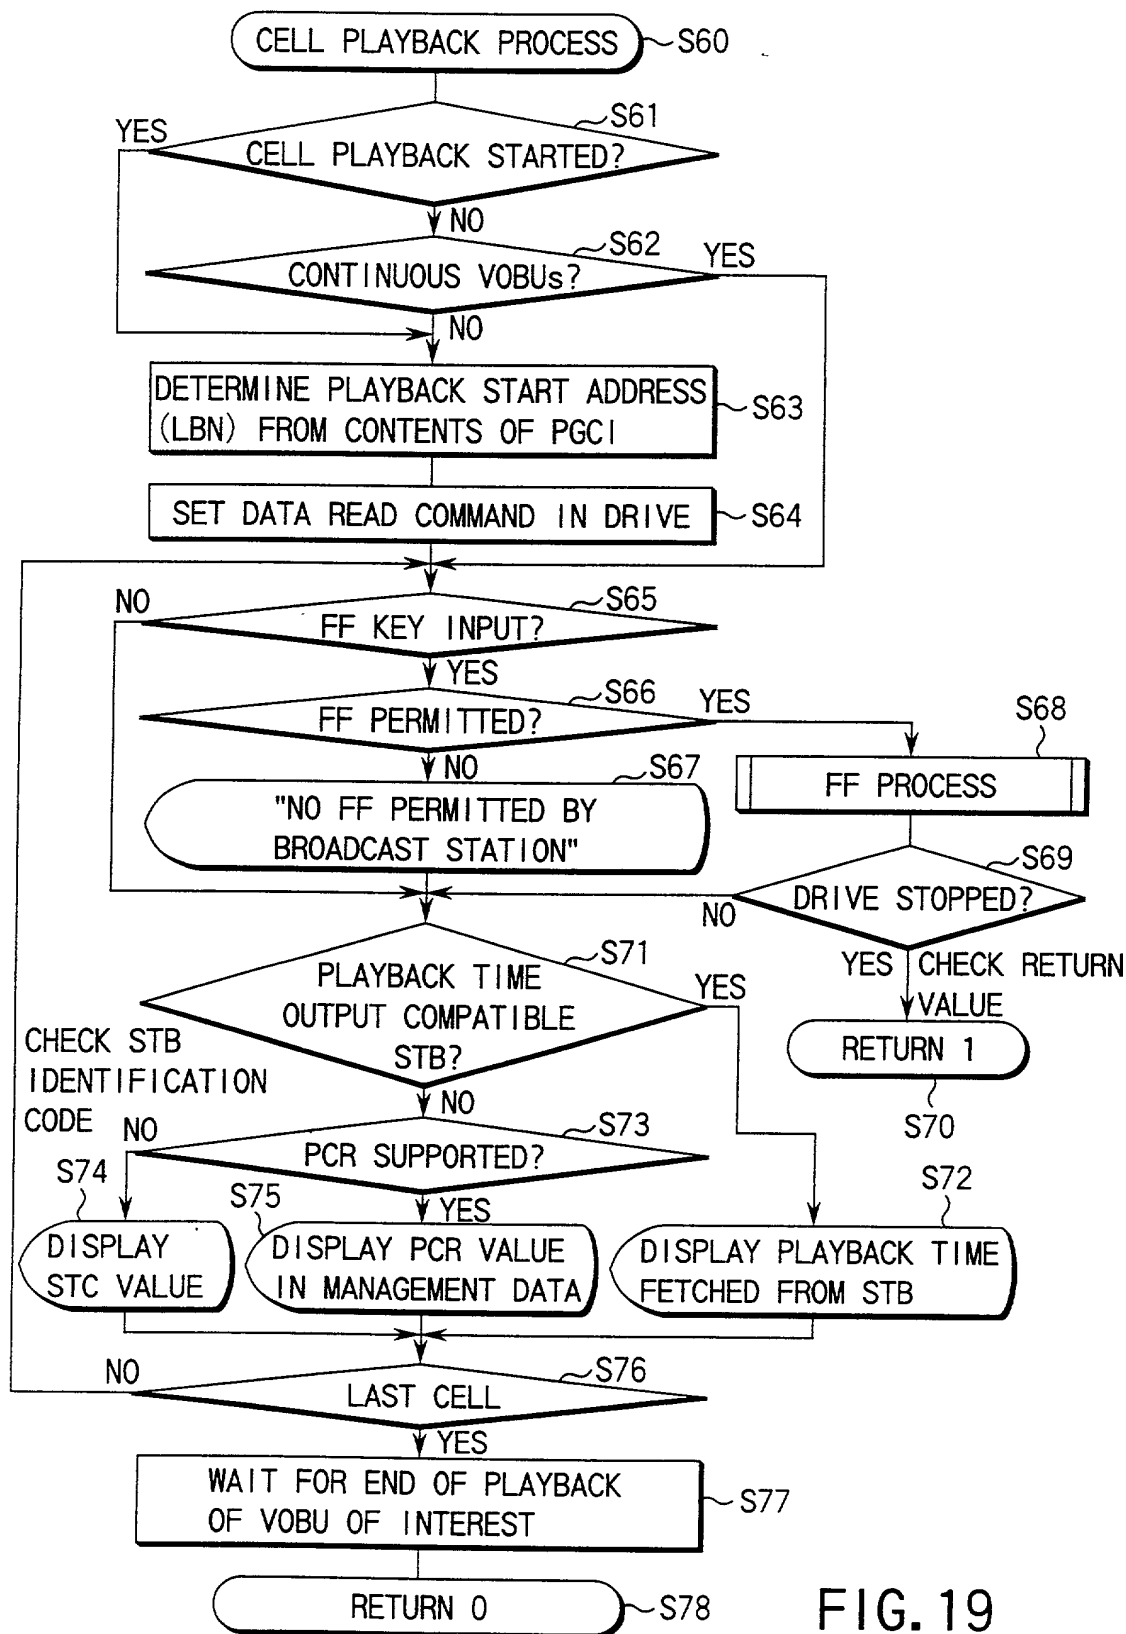 CELL PLAYBACK PROCESS
S60
S61
YES
CELL PLAYBACK STARTED?
NO
S62
YES
CONTINUOUS VOBUs?
NO
DETERMINE PLAYBACK START ADDRESS
(LBN) FROM CONTENTS OF PGCI
S63
SET DATA READ COMMAND IN DRIVE
S64
NO
S65
FF KEY INPUT?
YES
S66
YES
FF PERMITTED?
NO
S67
S68
FF PROCESS
"NO FF PERMITTED BY
BROADCAST STATION"
S69
DRIVE STOPPED?
NO
YES
CHECK RETURN
VALUE
RETURN 1
S70
S71
PLAYBACK TIME
OUTPUT COMPATIBLE
STB?
YES
CHECK STB
IDENTIFICATION
CODE
NO
NO
S73
PCR SUPPORTED?
S74
S75
YES
S72
DISPLAY
STC VALUE
DISPLAY PCR VALUE
IN MANAGEMENT DATA
DISPLAY PLAYBACK TIME
FETCHED FROM STB
NO
S76
LAST CELL
YES
WAIT FOR END OF PLAYBACK
OF VOBU OF INTEREST
S77
RETURN 0
S78
FIG. 19